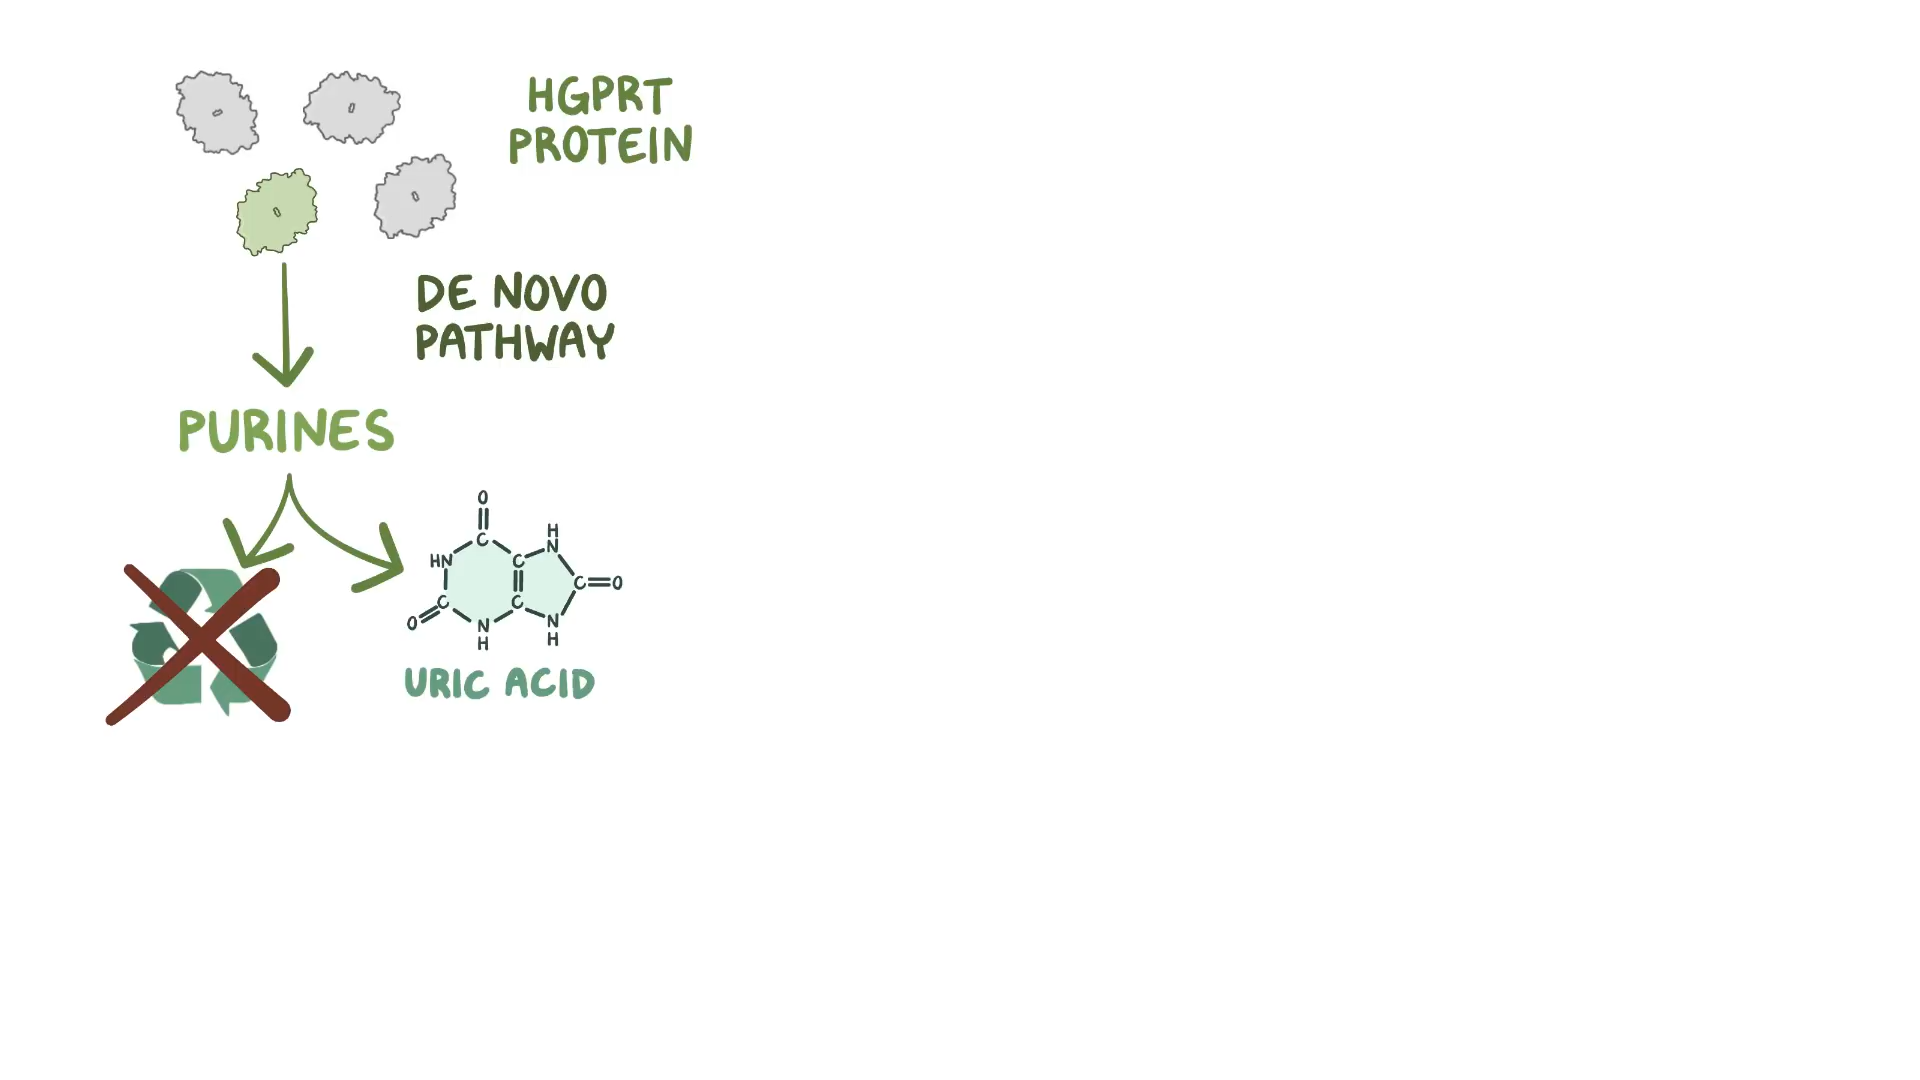 HGPRT
PROTEIN
DE NOVO
PATHWAY
PURINES
O
H
N
HN
C
C
C
O
C
C
O
N
N
H
H
URIC ACID